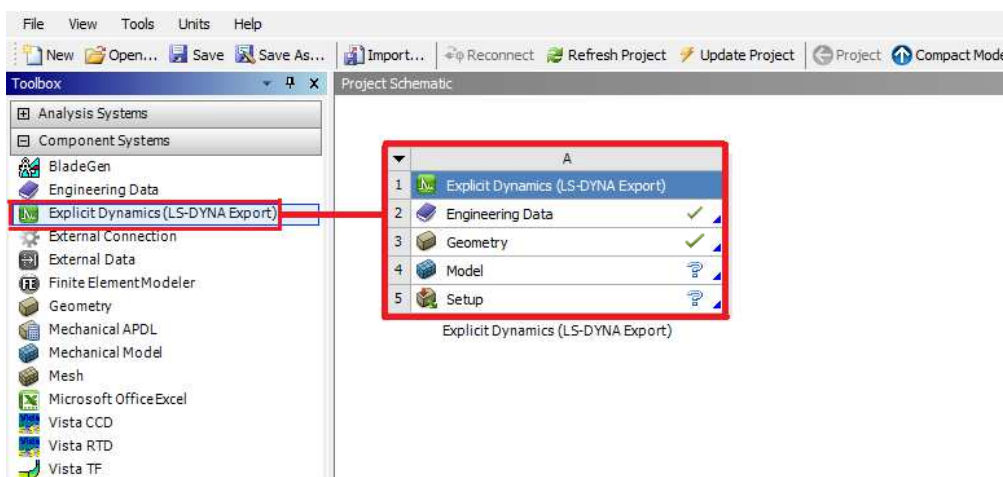 File View Tools Units Help
New Open... Save Save As... Import... Reconnect Refresh Project Update Project Project Compact Mode
Toolbox
Project Schematic
Analysis Systems
Component Systems
BladeGen
Engineering Data
Explicit Dynamics (LS-DYNA Export)
External Connection
External Data
Finite Element Modeler
Geometry
Mechanical APDL
Mechanical Model
Mesh
Microsoft Office Excel
Vista CCD
Vista RTD
Vista TF
A
1 Explicit Dynamics (LS-DYNA Export)
2 Engineering Data
3 Geometry
4 Model
5 Setup
Explicit Dynamics (LS-DYNA Export)